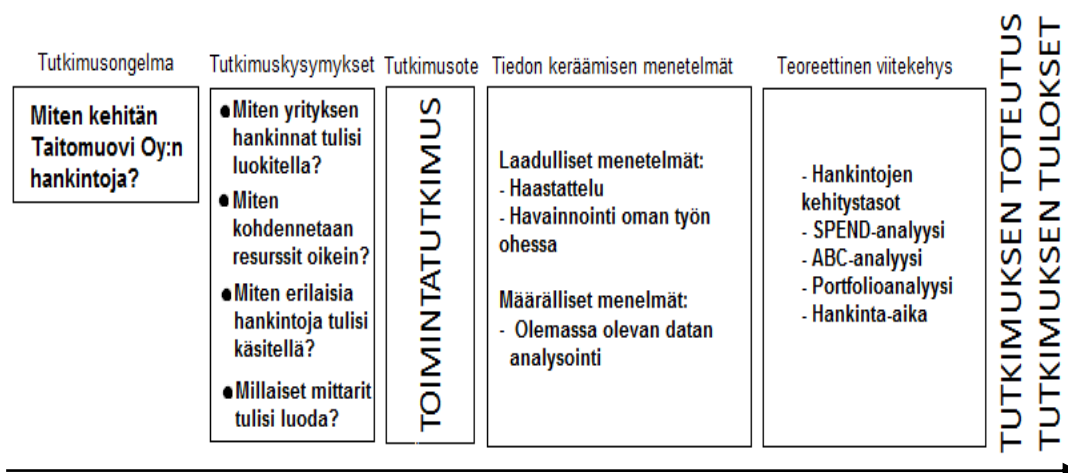 Tutkimusongelma
Miten kehitän
Taitomuovi Oy:n
hankintoja?
Tutkimuskysymykset
●Miten yrityksen
hankinnat tulisi
luokitella?
●Miten
kohdennetaan
resurssit oikein?
●Miten erilaisia
hankintoja tulisi
käsitellä?
●Millaiset mittarit
tulisi luoda?
Tutkimusote
TOIMINTATUTKIMUS
Tiedon keräämisen menetelmät
Laadulliset menetelmät:
- Haastattelu
- Havainnointi oman työn
ohessa
Määrälliset menelmät:
- Olemassa olevan datan
analysointi
Teoreettinen viitekehys
- Hankintojen
kehitystasot
- SPEND-analyysi
- ABC-analyysi
- Portfolioanalyysi
- Hankinta-aika
TUTKIMUKSEN TOTEUTUS
TUTKIMUKSEN TULOKSET